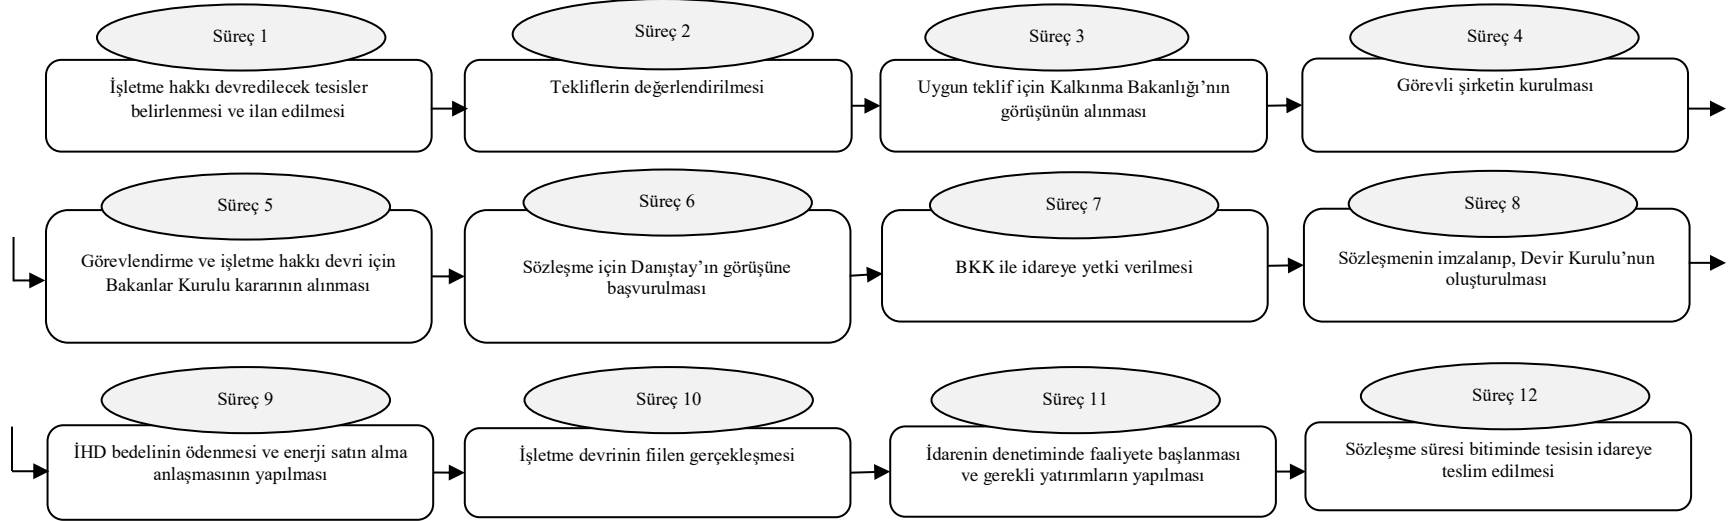 Süreç 1
İşletme hakkı devredilecek tesisler
belirlenmesi ve ilan edilmesi
Süreç 2
Tekliflerin değerlendirilmesi
Süreç 3
Uygun teklif için Kalkınma Bakanlığı’nın
görüşünün alınması
Süreç 4
Görevli şirketin kurulması
Süreç 5
Görevlendirme ve işletme hakkı devri için
Bakanlar Kurulu kararının alınması
Süreç 6
Sözleşme için Danıştay’ın görüşüne
başvurulması
Süreç 7
BKK ile idareye yetki verilmesi
Süreç 8
Sözleşmenin imzalanıp, Devir Kurulu’nun
oluşturulması
Süreç 9
İHD bedelinin ödenmesi ve enerji satın alma
anlaşmasının yapılması
Süreç 10
İşletme devrinin fiilen gerçekleşmesi
Süreç 11
İdarenin denetiminde faaliyete başlanması
ve gerekli yatırımların yapılması
Süreç 12
Sözleşme süresi bitiminde tesisin idareye
teslim edilmesi